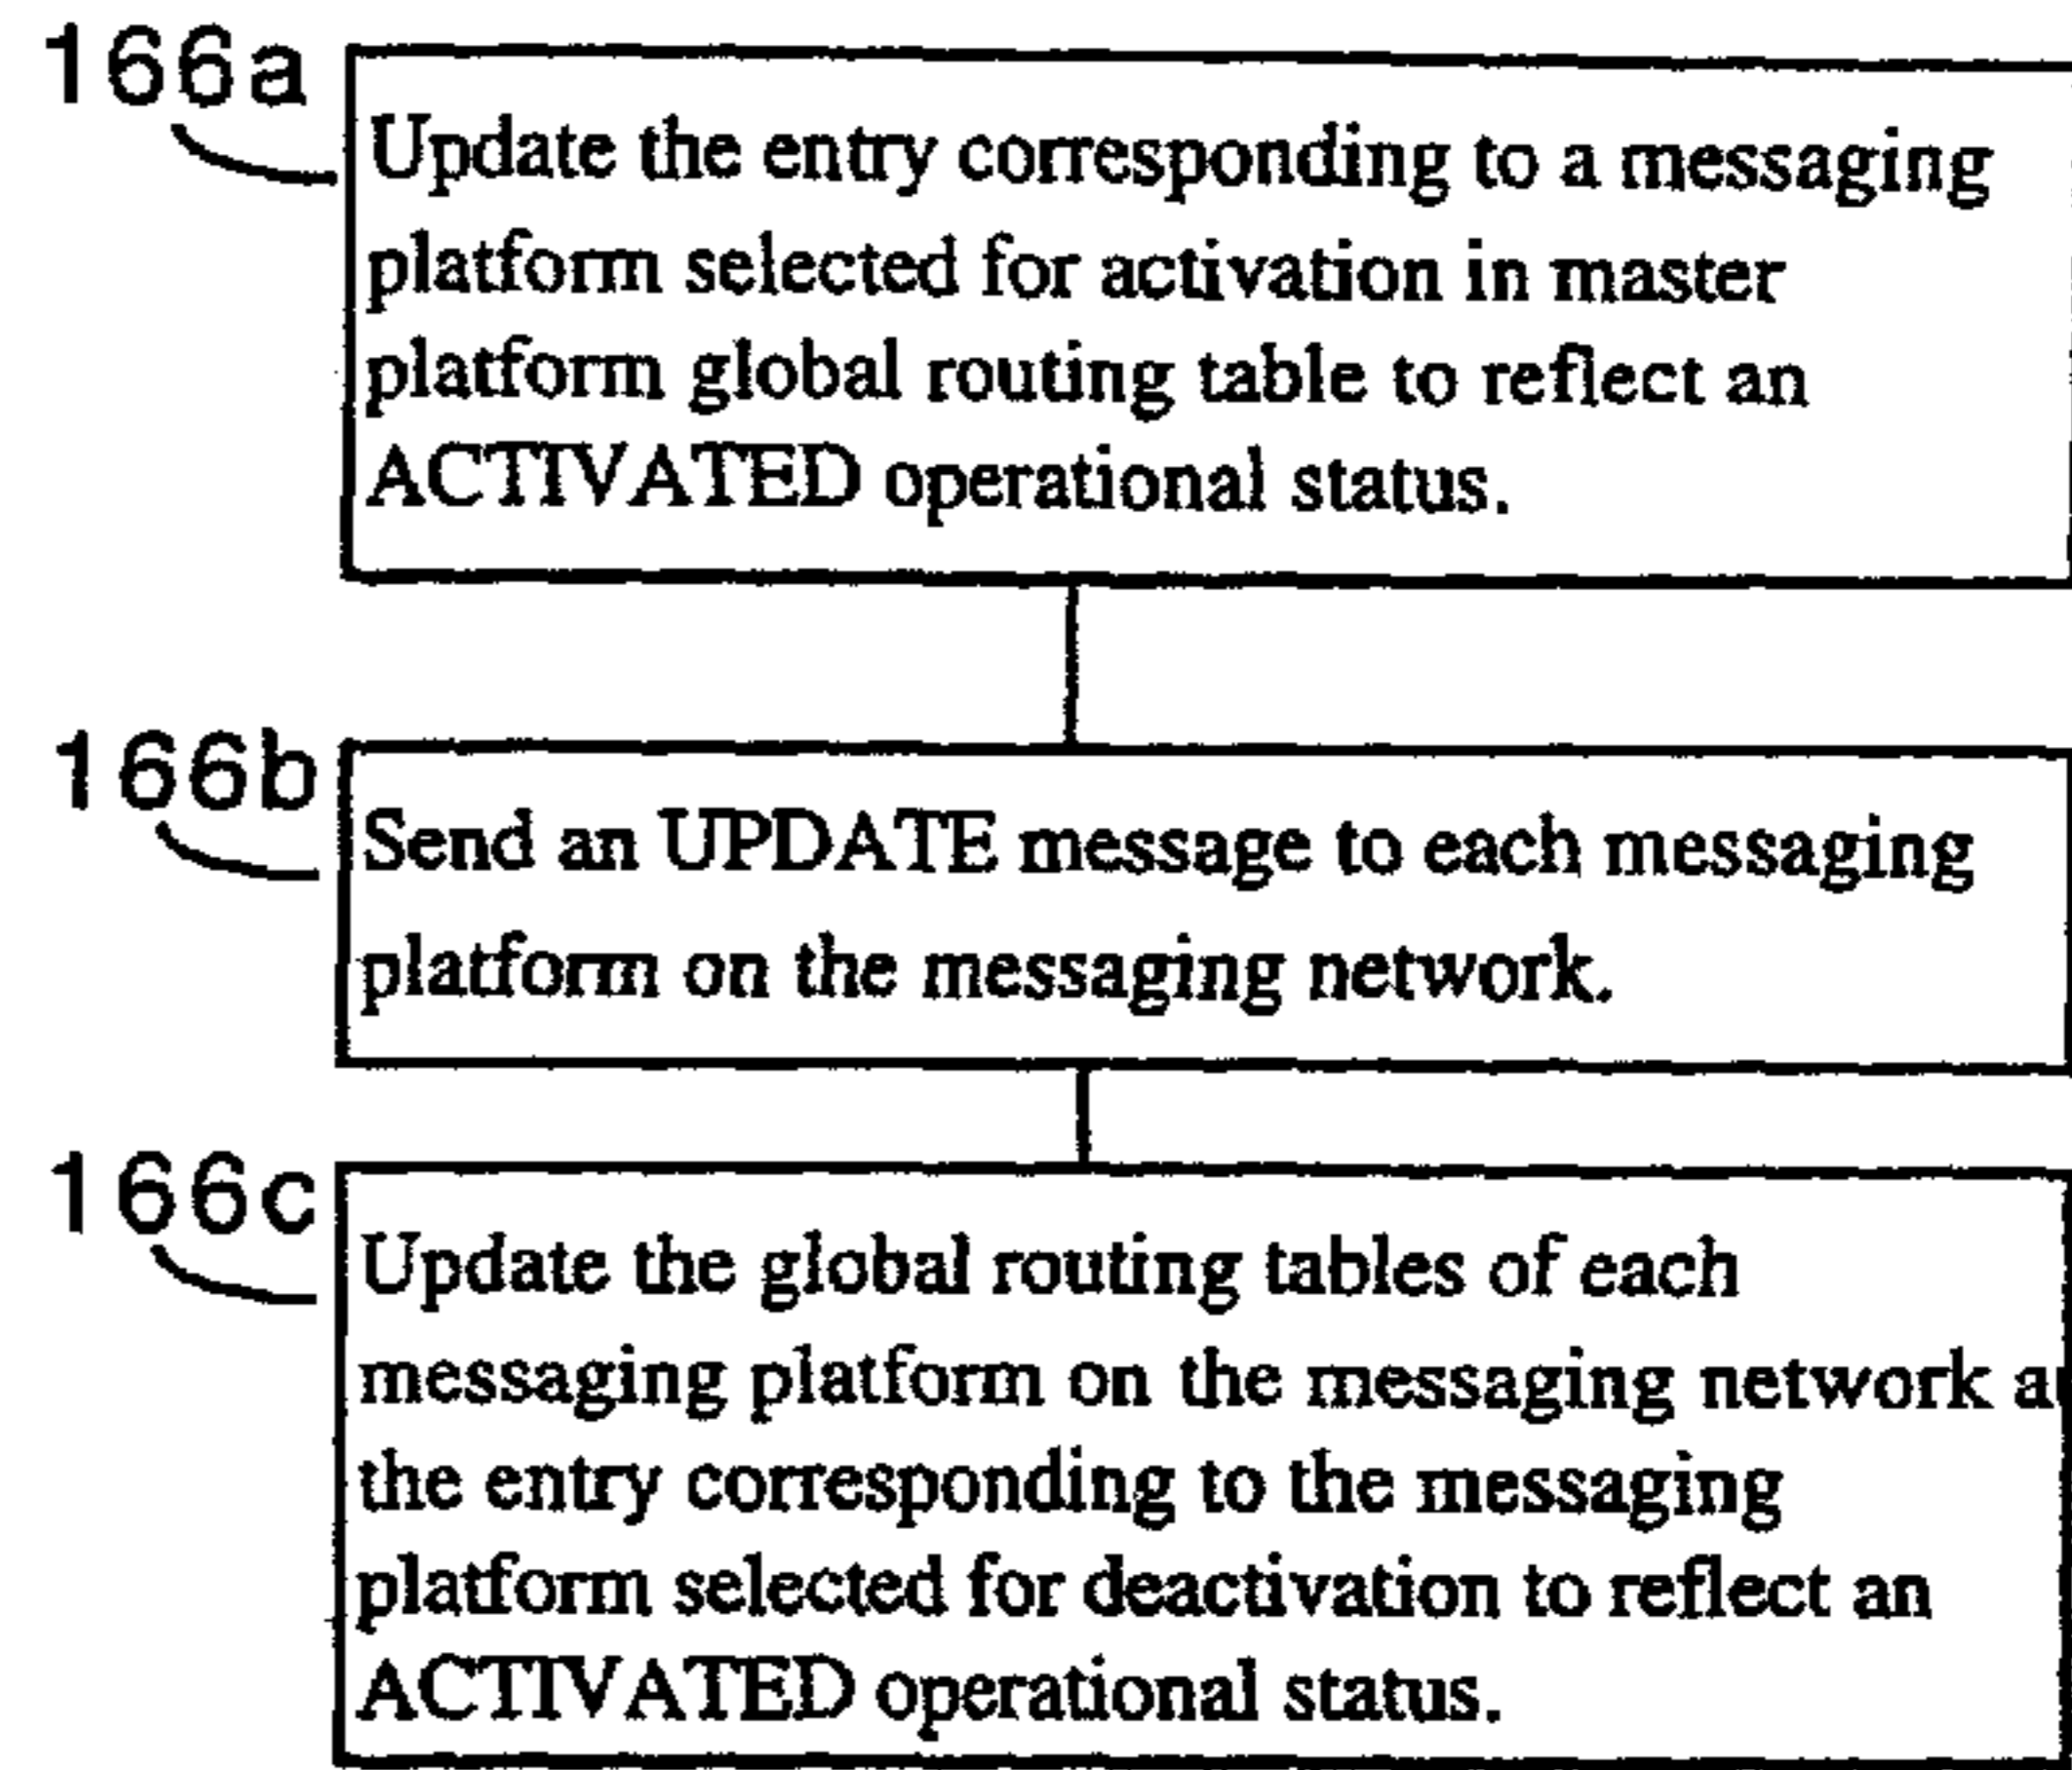 166a
Update the entry corresponding to a messaging
platform selected for activation in master
platform global routing table to reflect an
ACTIVATED operational status.
166b
Send an UPDATE message to each messaging
platform on the messaging network.
166c
Update the global routing tables of each
messaging platform on the messaging network
the entry corresponding to the messaging
platform selected for deactivation to reflect an
ACTIVATED operational status.